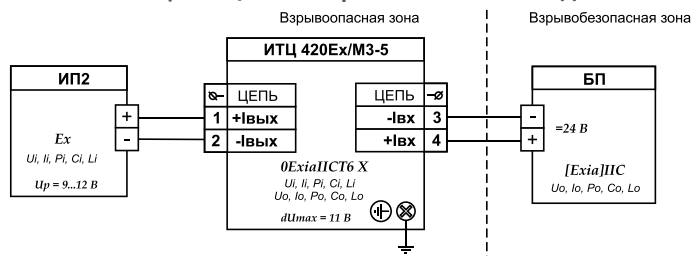 Взрывоопасная зона
Взрывобезопасная зона
ИТЦ 420Ex/М3-5
ИП2
+
-
Ex
Ui, Ii, Pi, Ci, Li
Up = 9...12 В
ЦЕПЬ
1 +Iвых
2 -Iвых
ЦЕПЬ
-Iвх 3
+Iвх 4
0ExiaIICT6 X
Ui, Ii, Pi, Ci, Li
Uo, Io, Po, Co, Lo
dUmax = 11 В
БП
-
+
=24 В
[Exia]IIC
Uo, Io, Po, Co, Lo